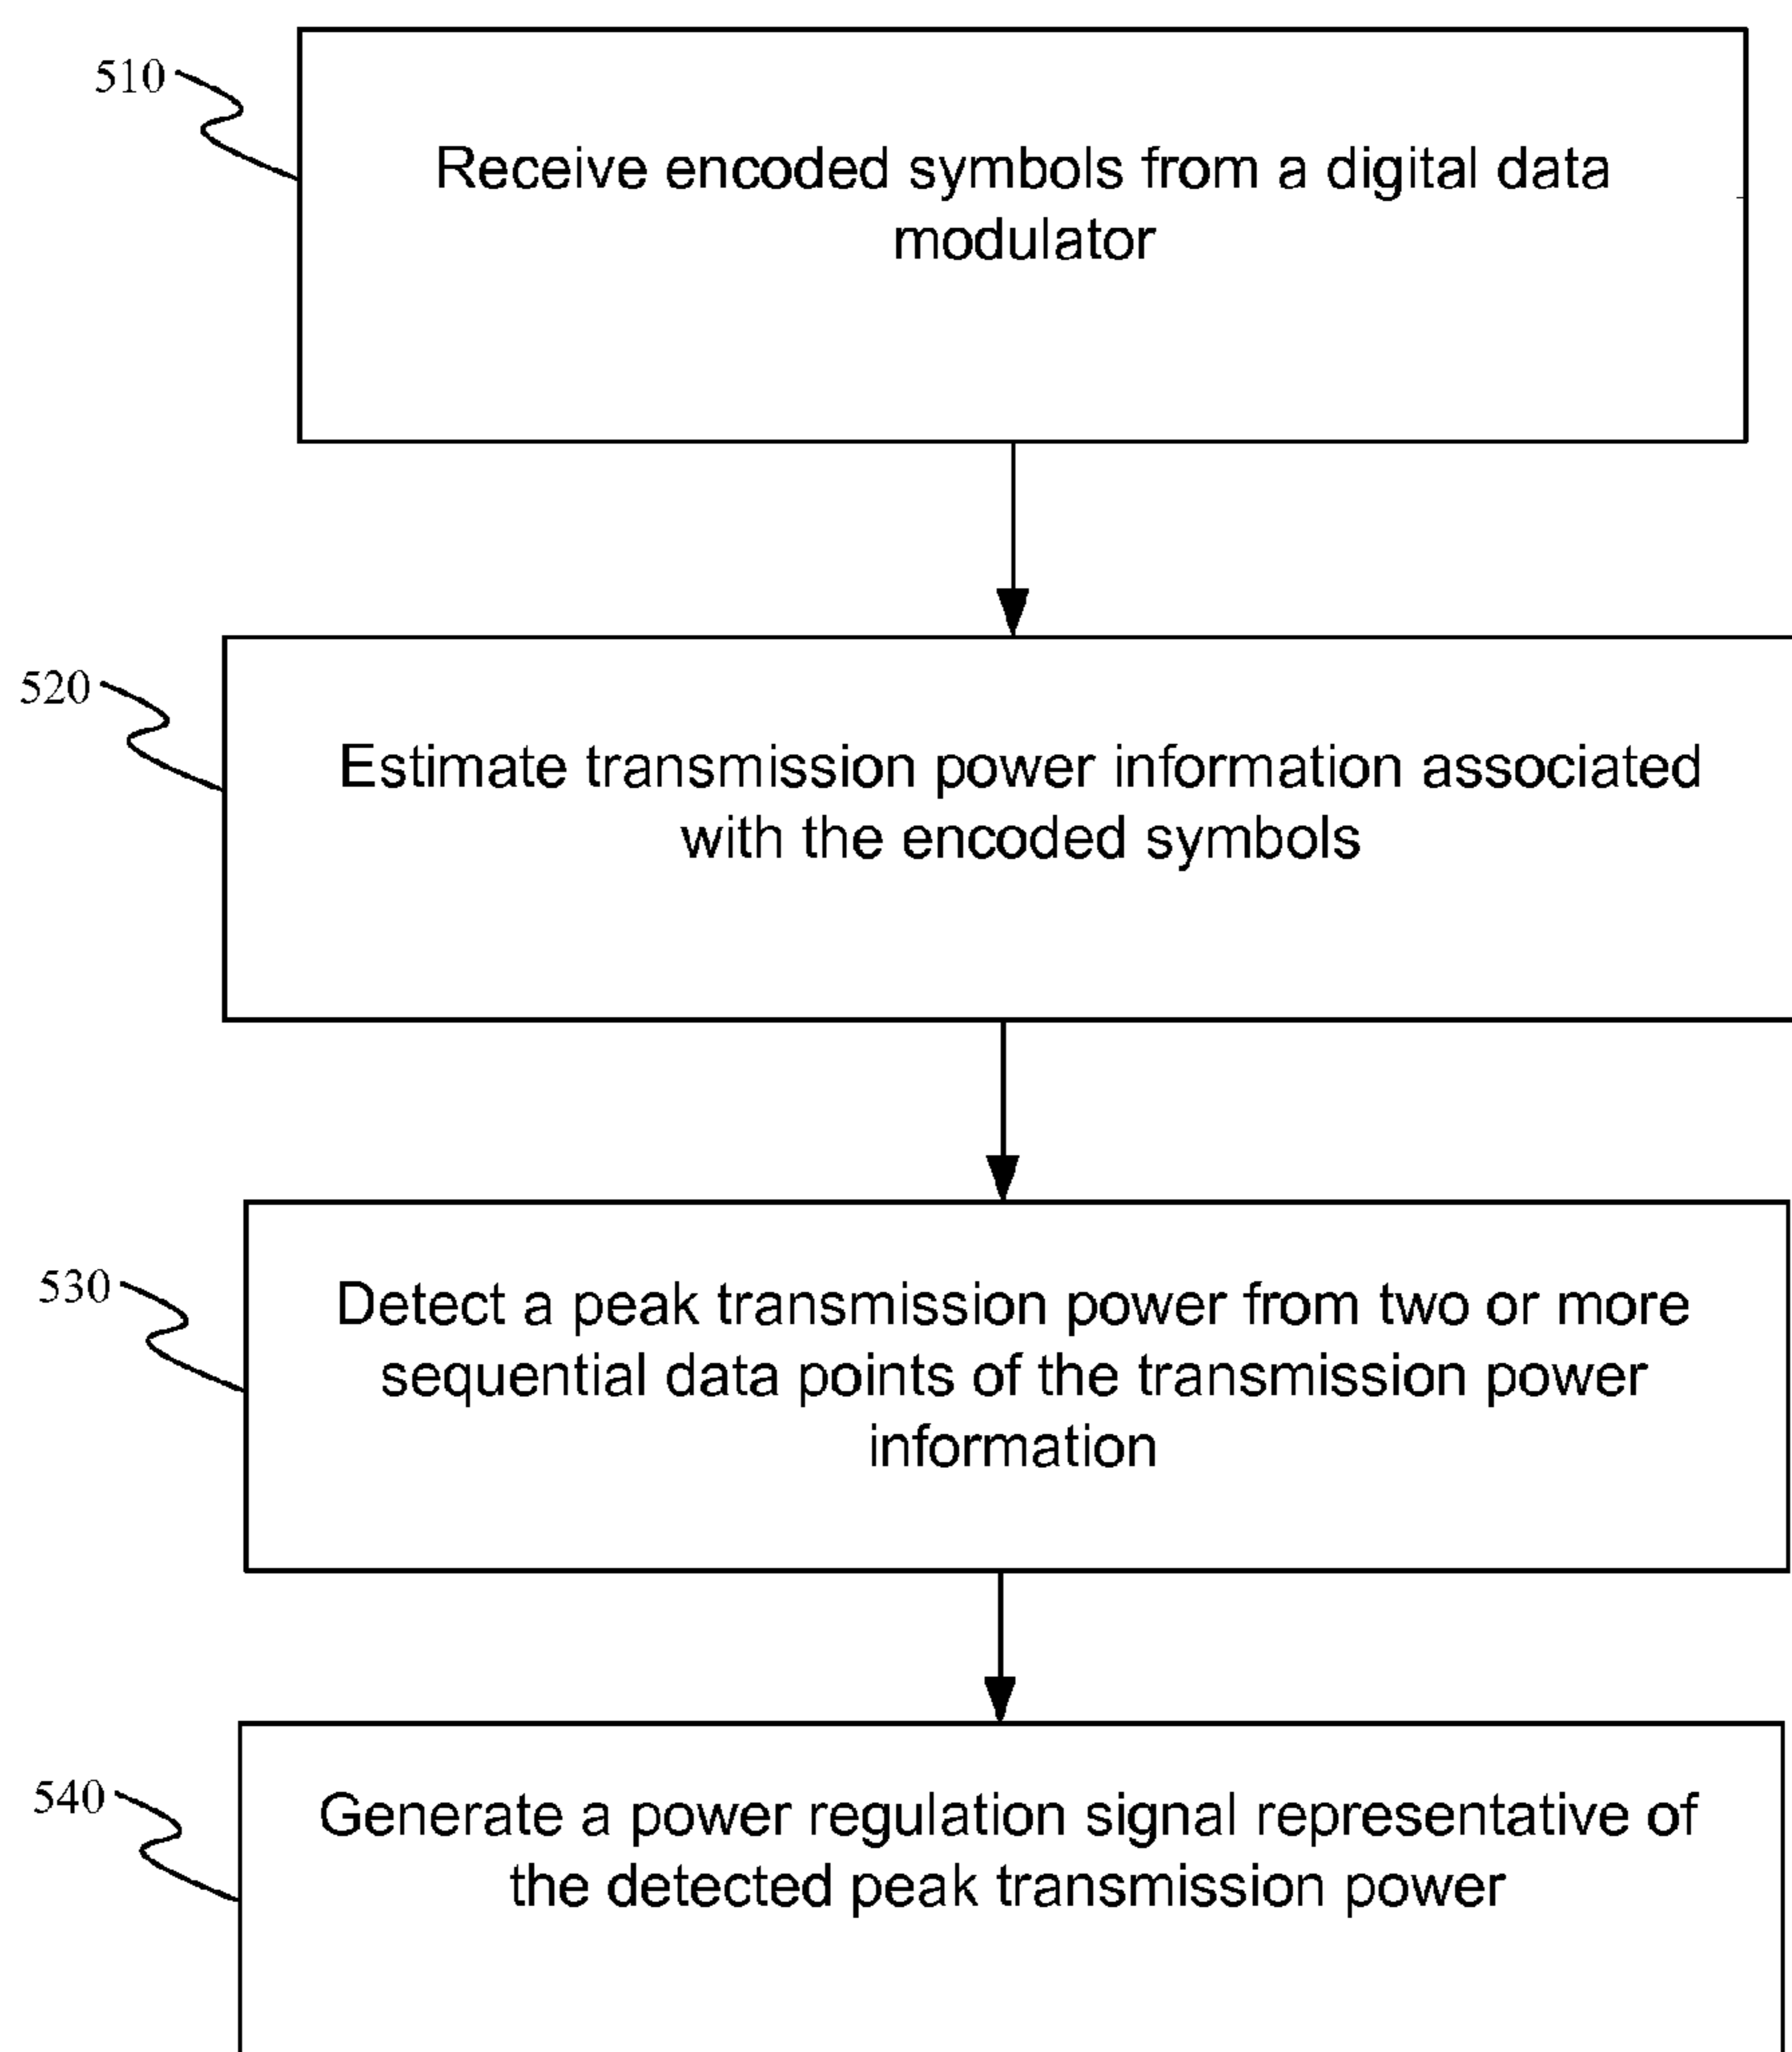 510
Receive encoded symbols from a digital data
modulator
520
Estimate transmission power information associated
with the encoded symbols
530
Detect a peak transmission power from two or more
sequential data points of the transmission power
information
540
Generate a power regulation signal representative of
the detected peak transmission power